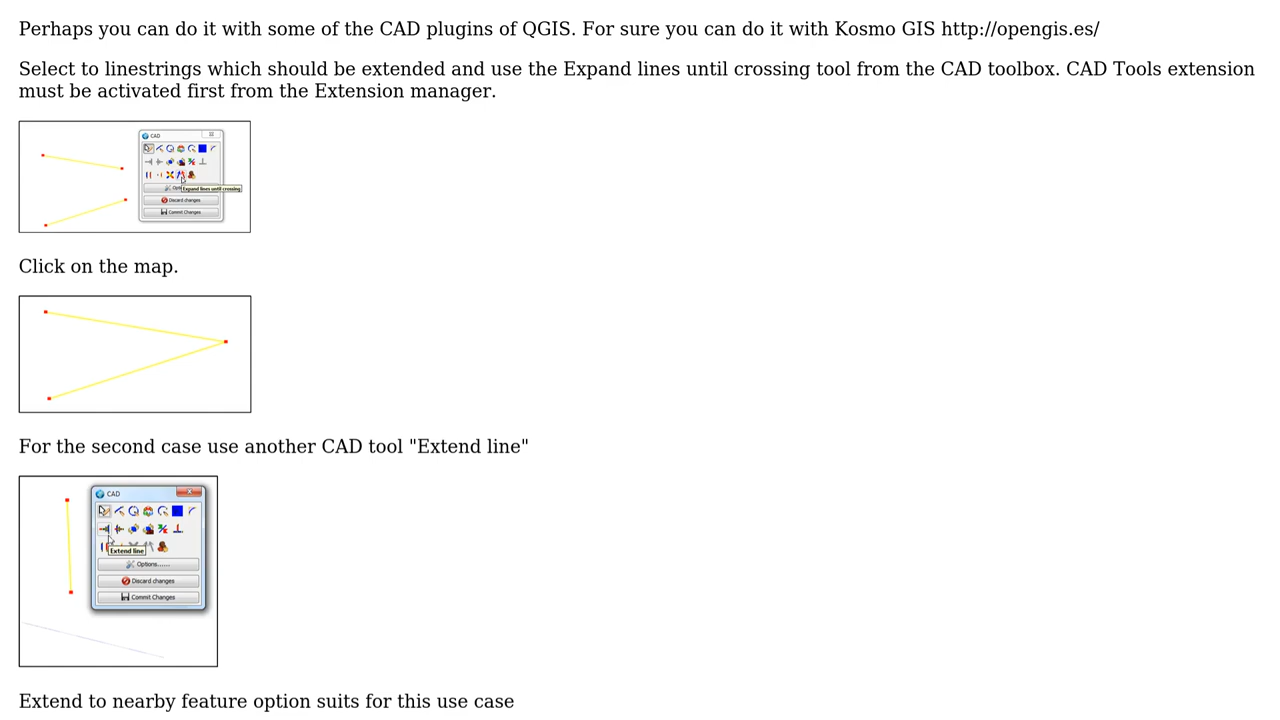 Perhaps you can do it with some of the CAD plugins of QGIS. For sure you can do it with Kosmo GIS http://opengis.es/
Select to linestrings which should be extended and use the Expand lines until crossing tool from the CAD toolbox. CAD Tools extension
must be activated first from the Extension manager.
CAD
Opti
Expand lines until crossing
Discard changes
Commit Changes
Click on the map.
For the second case use another CAD tool "Extend line"
CAD
Extend line
Options......
Discard changes
Commit Changes
Extend to nearby feature option suits for this use case